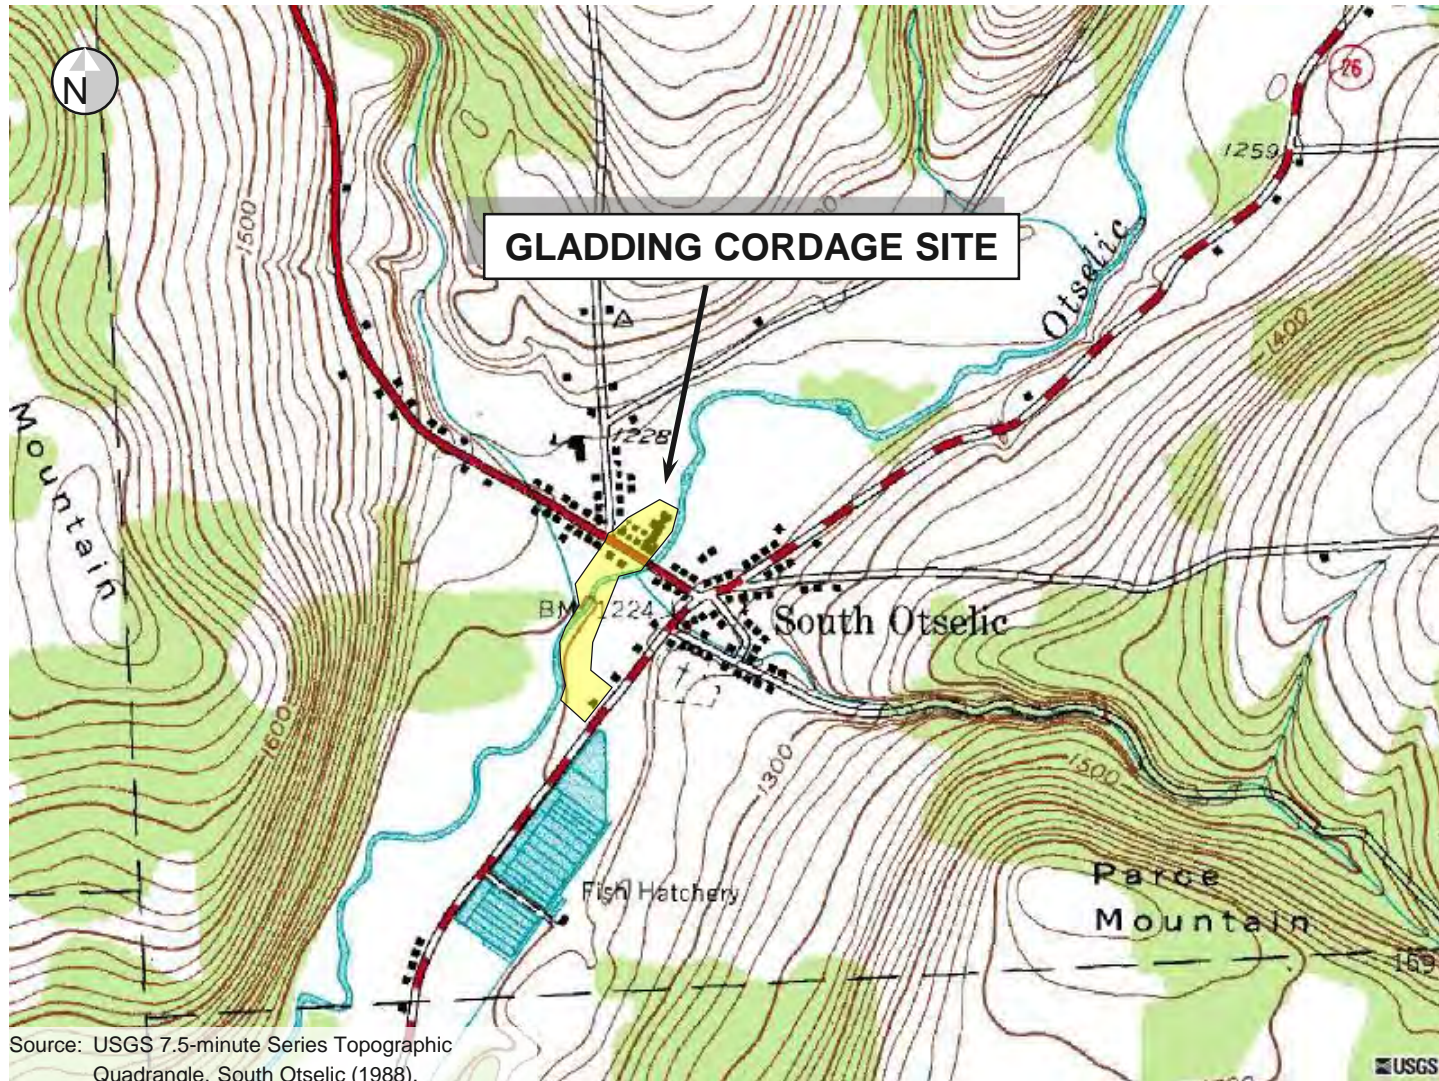 N
26
1259
1500
GLADDING CORDAGE SITE
Otselic
1400
Mountain
1228
BM 1224
South Otselic
1600
1300
1500
Parce
Mountain
Fish Hatchery
169
Source: USGS 7.5-minute Series Topographic
Quadrangle, South Otselic (1988).
USGS